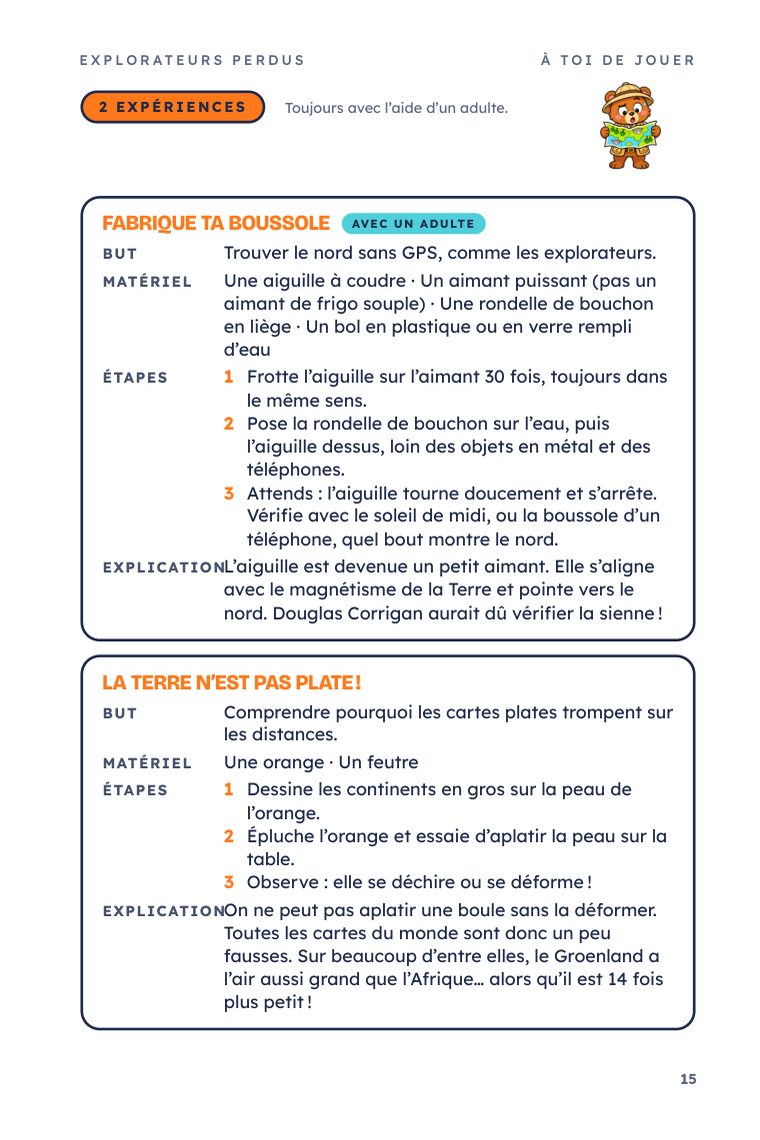 EXPLORATEURS PERDUS
À TOI DE JOUER
2 EXPÉRIENCES
Toujours avec l’aide d’un adulte.
FABRIQUE TA BOUSSOLE
AVEC UN ADULTE
BUT
Trouver le nord sans GPS, comme les explorateurs.
MATÉRIEL
Une aiguille à coudre · Un aimant puissant (pas un
aimant de frigo souple) · Une rondelle de bouchon
en liège · Un bol en plastique ou en verre rempli
d’eau
ÉTAPES
1 Frotte l’aiguille sur l’aimant 30 fois, toujours dans
le même sens.
2 Pose la rondelle de bouchon sur l’eau, puis
l’aiguille dessus, loin des objets en métal et des
téléphones.
3 Attends : l’aiguille tourne doucement et s’arrête.
Vérifie avec le soleil de midi, ou la boussole d’un
téléphone, quel bout montre le nord.
EXPLICATION
L’aiguille est devenue un petit aimant. Elle s’aligne
avec le magnétisme de la Terre et pointe vers le
nord. Douglas Corrigan aurait dû vérifier la sienne !
LA TERRE N’EST PAS PLATE !
BUT
Comprendre pourquoi les cartes plates trompent sur
les distances.
MATÉRIEL
Une orange · Un feutre
ÉTAPES
1 Dessine les continents en gros sur la peau de
l’orange.
2 Épluche l’orange et essaie d’aplatir la peau sur la
table.
3 Observe : elle se déchire ou se déforme !
EXPLICATION
On ne peut pas aplatir une boule sans la déformer.
Toutes les cartes du monde sont donc un peu
fausses. Sur beaucoup d’entre elles, le Groenland a
l’air aussi grand que l’Afrique… alors qu’il est 14 fois
plus petit !
15